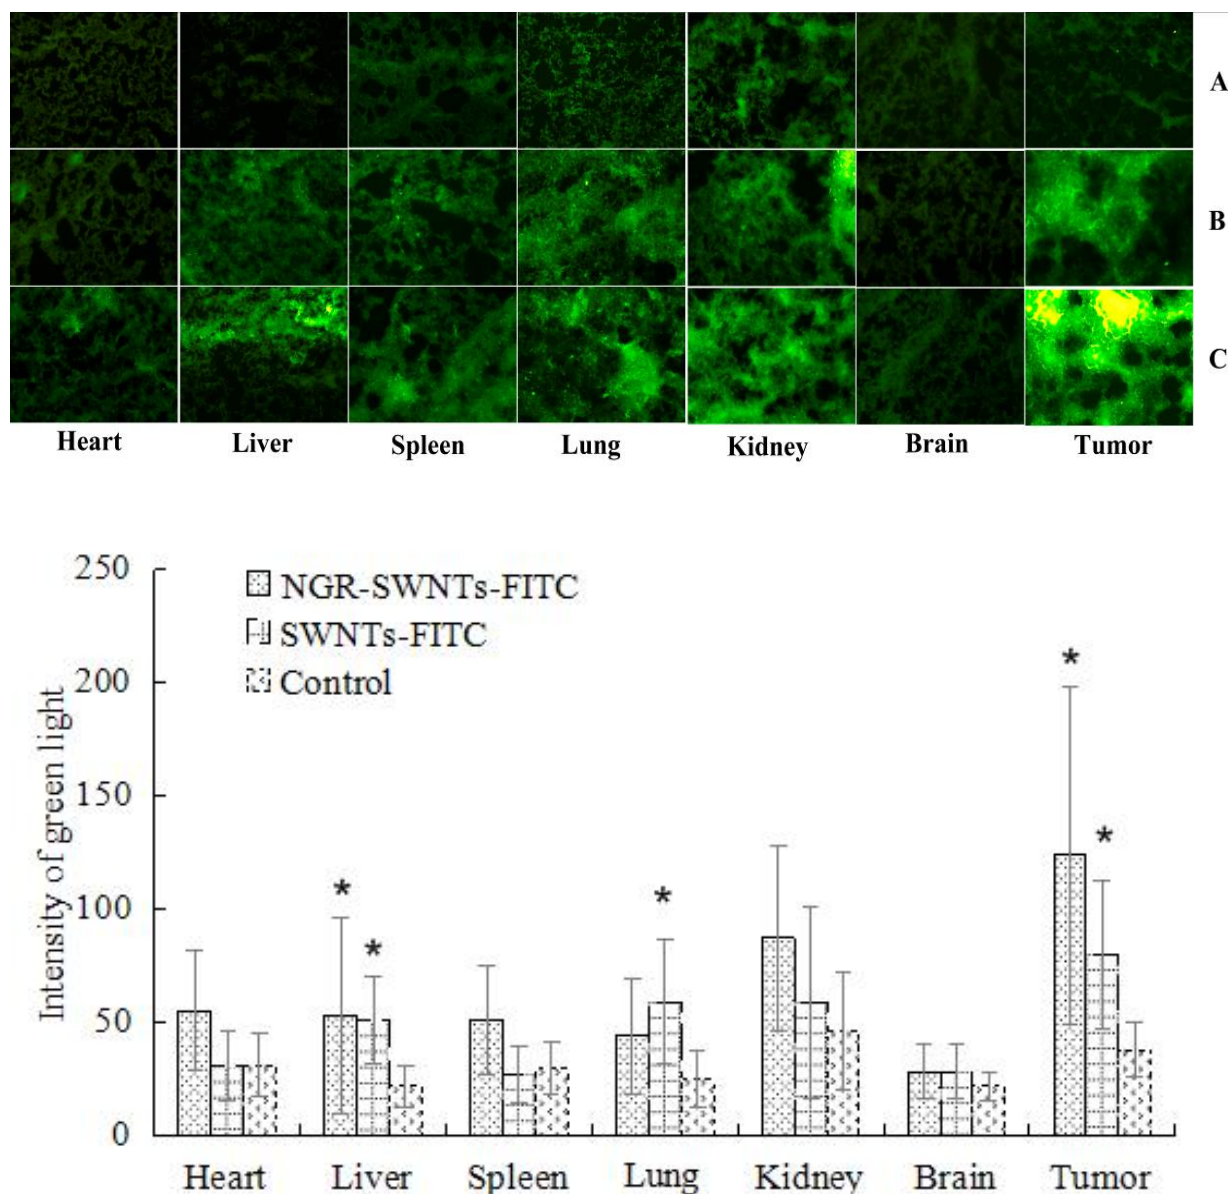 A
B
C
Heart Liver Spleen Lung Kidney Brain Tumor
Intensity of green light
250
200
150
100
50
0
NGR-SWNTs-FITC
SWNTs-FITC
Control
*
*
*
*
*
Heart Liver Spleen Lung Kidney Brain Tumor